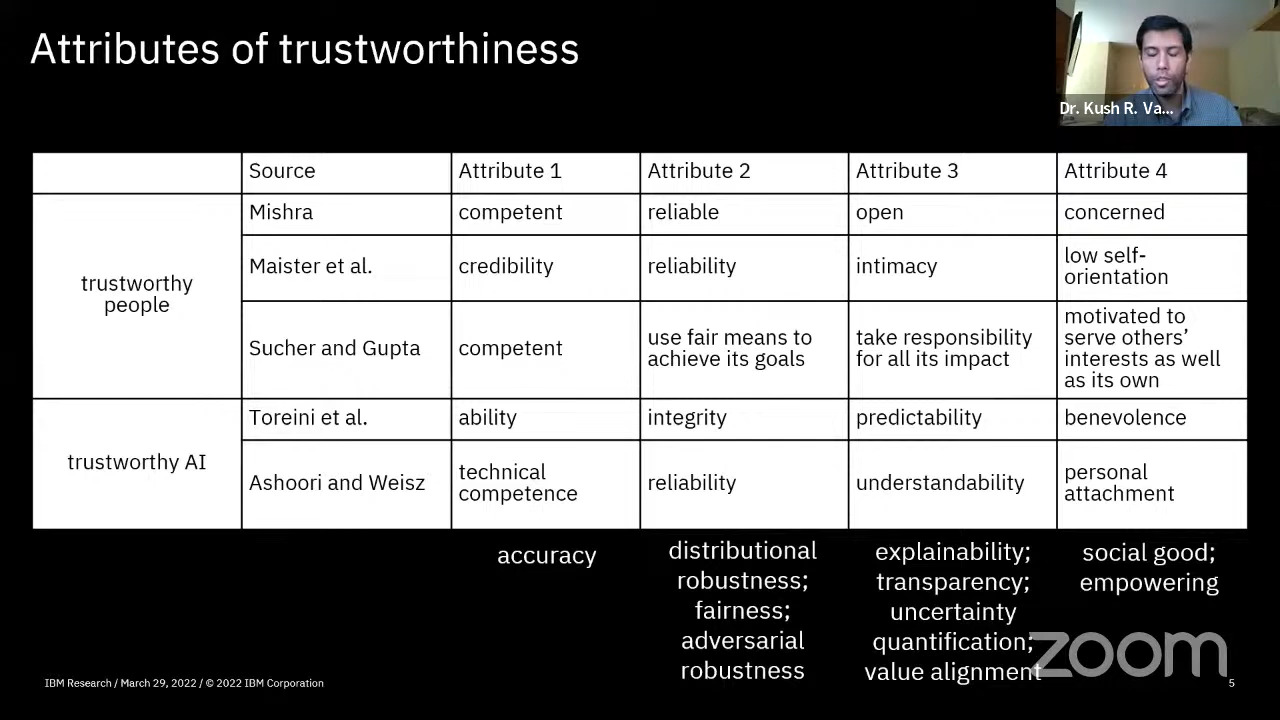 Attributes of trustworthiness
Dr. Kush R. Va...
Source
Attribute 1
Attribute 2
Attribute 3
Attribute 4
trustworthy
people
Mishra
competent
reliable
open
concerned
Maister et al.
credibility
reliability
intimacy
low self-
orientation
Sucher and Gupta
competent
use fair means to
achieve its goals
take responsibility
for all its impact
motivated to
serve others’
interests as well
as its own
trustworthy AI
Toreini et al.
ability
integrity
predictability
benevolence
Ashoori and Weisz
technical
competence
reliability
understandability
personal
attachment
accuracy
distributional
robustness;
fairness;
adversarial
robustness
explainability;
transparency;
uncertainty
quantification;
value alignment
social good;
empowering
zoom
IBM Research / March 29, 2022 / © 2022 IBM Corporation
5